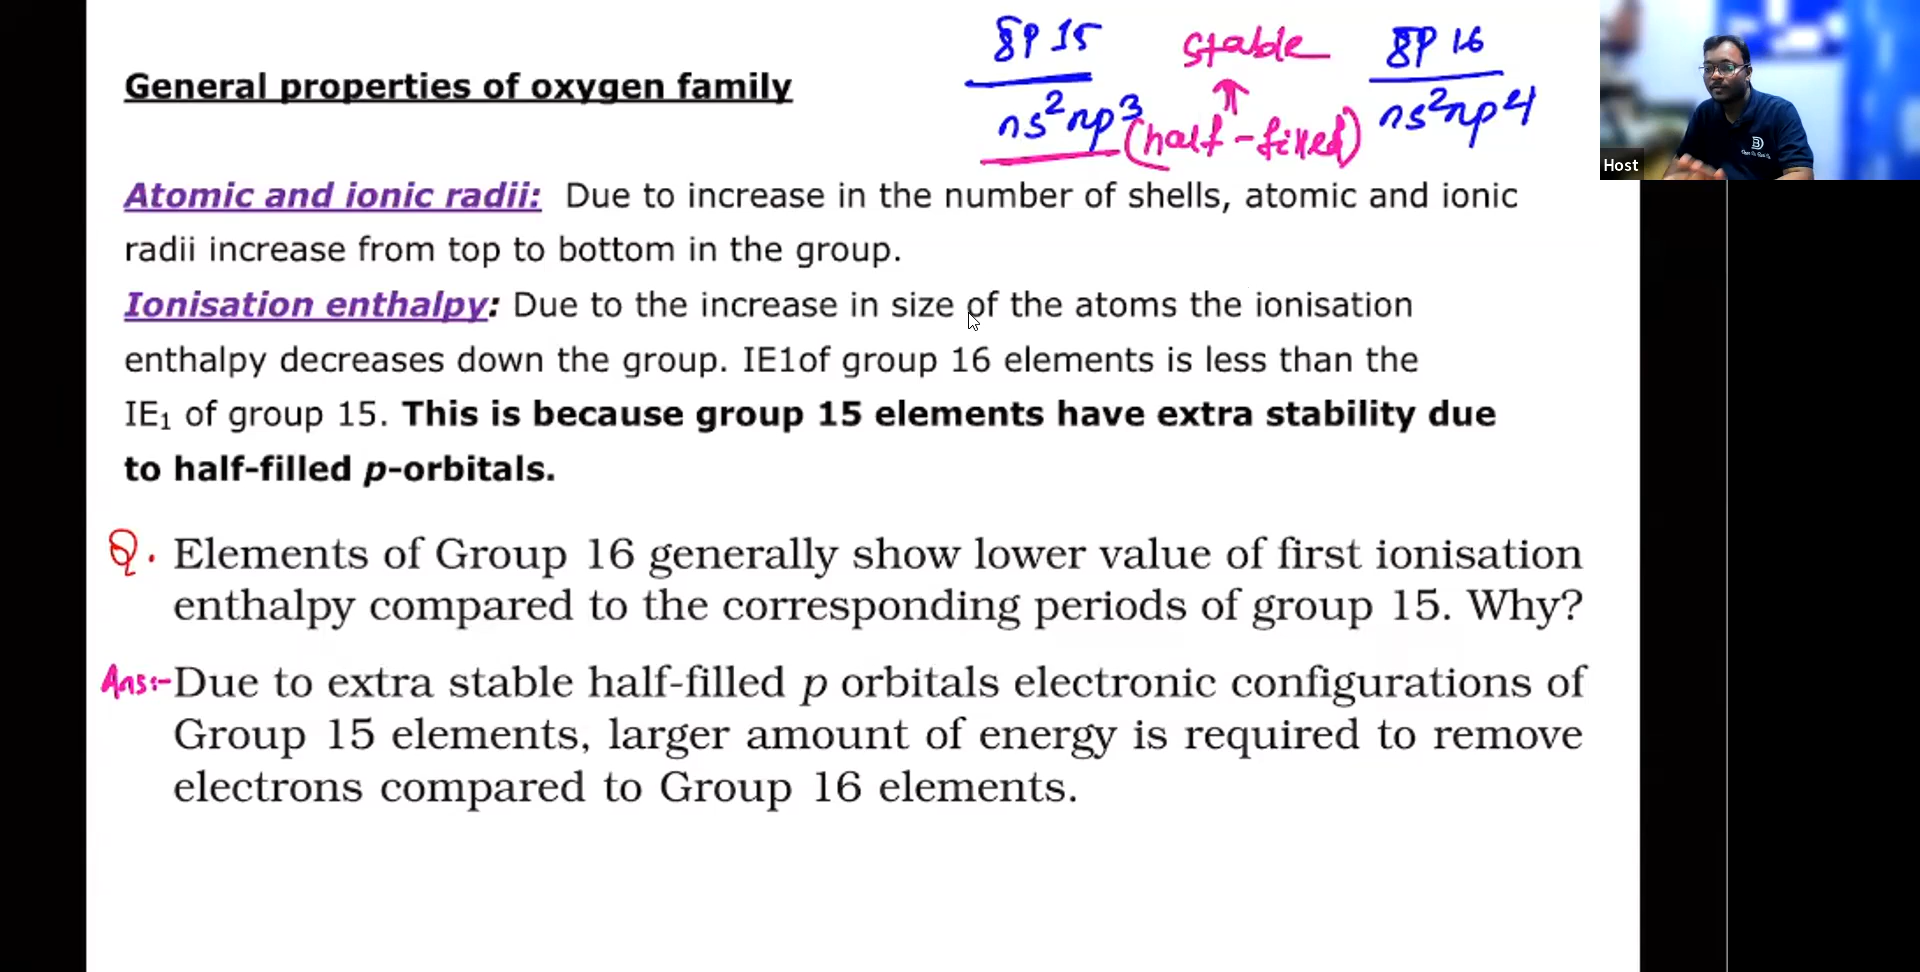 gp 15
stable
gp 16
General properties of oxygen family
ns²np³ (half-filled)
ns²np⁴
Atomic and ionic radii: Due to increase in the number of shells, atomic and ionic
radii increase from top to bottom in the group.
Ionisation enthalpy: Due to the increase in size of the atoms the ionisation
enthalpy decreases down the group. IE1of group 16 elements is less than the
IE₁ of group 15. This is because group 15 elements have extra stability due
to half-filled p-orbitals.
Q. Elements of Group 16 generally show lower value of first ionisation
enthalpy compared to the corresponding periods of group 15. Why?
Ans:- Due to extra stable half-filled p orbitals electronic configurations of
Group 15 elements, larger amount of energy is required to remove
electrons compared to Group 16 elements.
Host